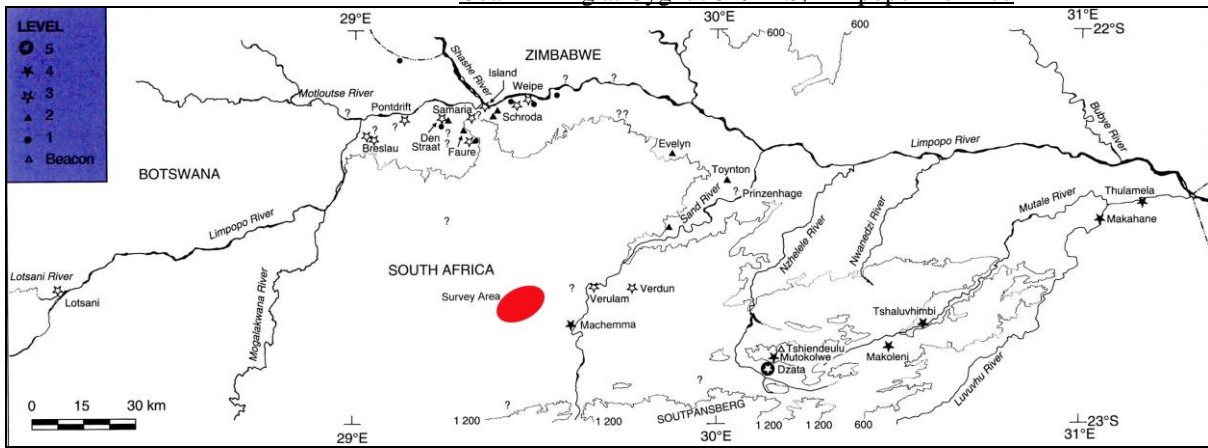 29°E
30°E
31°E
22°S
LEVEL
5
4
3
2
1
Beacon
600
600
ZIMBABWE
Shashe River
Island
Weipe
?
?
??
Motloutse River
Pontdrift
Samaria
Schroda
?
?
?
Den
Straat
?
?
Faure
Breslau
Evelyn
Bubye River
Limpopo River
BOTSWANA
Toynton
?
Prinzenhage
Sand River
Mutale River
Thulamela
Makahane
Limpopo River
?
Nzhelele River
Nwanedzi River
Lotsani River
Lotsani
SOUTH AFRICA
Survey Area
?
Verulam
Verdun
Mogalakwena River
Machemma
Tshaluvhimbi
Tshiendeulu
Mutokolwe
Dzata
Makoleni
Luvuvhu River
?
0 15 30 km
?
1 200
1 200
SOUTPANSBERG
1 200
1 200
600
29°E
30°E
31°E
23°S